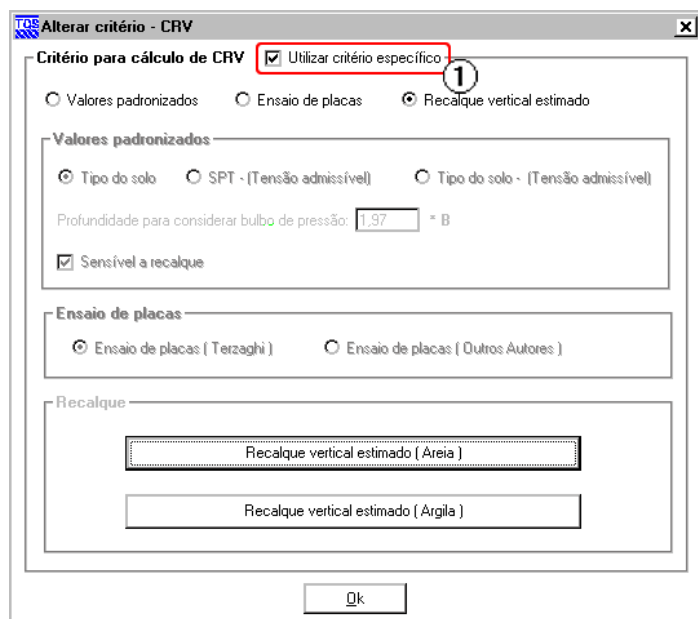 TQS Alterar critério - CRV
Critério para cálculo de CRV Utilizar critério específico
1
Valores padronizados Ensaio de placas Recalque vertical estimado
Valores padronizados
Tipo do solo SPT - (Tensão admissível) Tipo do solo - (Tensão admissível)
Profundidade para considerar bulbo de pressão: 1,97 * B
Sensível a recalque
Ensaio de placas
Ensaio de placas ( Terzaghi ) Ensaio de placas ( Outros Autores )
Recalque
Recalque vertical estimado ( Areia )
Recalque vertical estimado ( Argila )
Ok